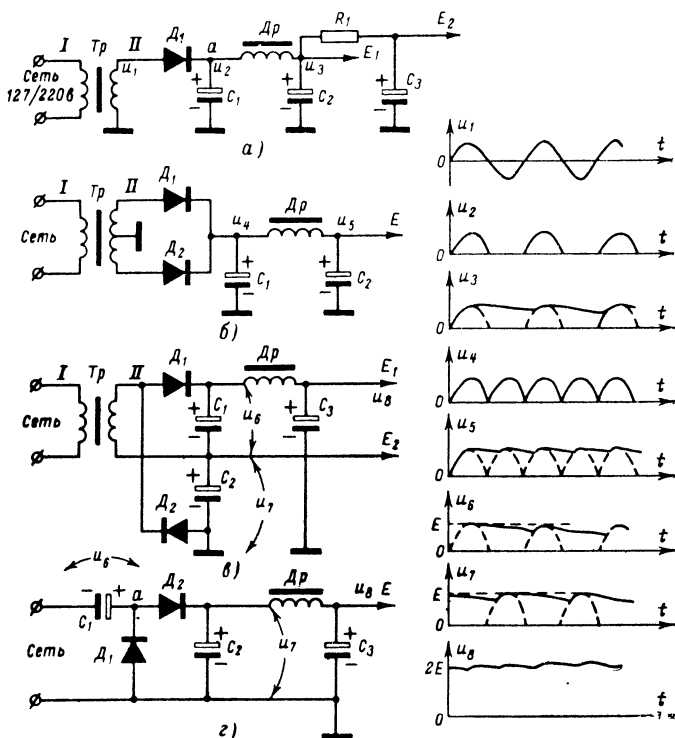 I Тр II Д₁ а Др R₁ E₂
u₁ u₂ u₃ E₁
Сеть
127/220в
+ C₁ − + C₂ − + C₃ −
а)
I Тр II Д₁
Сеть
Д₂
u₄ Др u₅ E
+ C₁ − + C₂ −
б)
I Тр II Д₁ Др E₁
u₈
Сеть
+ C₁ − u₆ + C₃ −
E₂
+ C₂ − u₇
Д₂
в)
u₆
− + а Д₂ Др u₈ E
C₁
Сеть Д₁
+ C₂ − u₇ + C₃ −
г)
u₁ t
0
u₂ t
0
u₃ t
0
u₄ t
0
u₅ t
0
u₆
E
0 t
u₇
E
0 t
u₈
2E
0 t